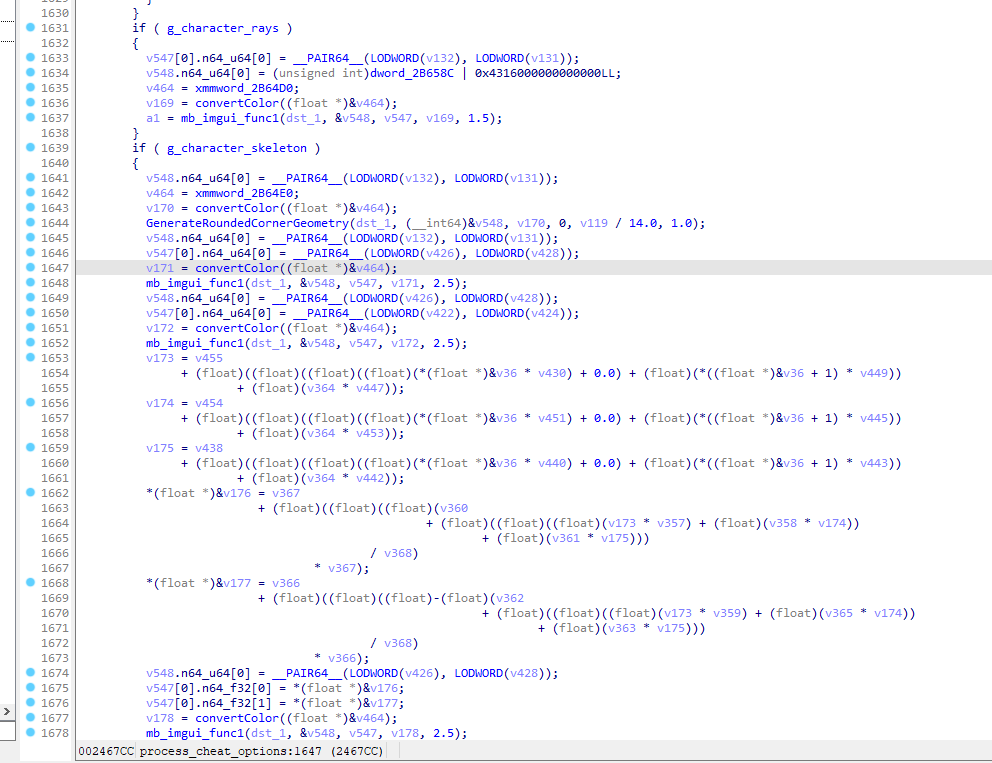 1630 }
1631 if ( g_character_rays )
1632 {
1633 v547[0].n64_u64[0] = __PAIR64__(LODWORD(v132), LODWORD(v131));
1634 v548.n64_u64[0] = (unsigned int)dword_2B658C | 0x4316000000000000LL;
1635 v464 = xmmword_2B64D0;
1636 v169 = convertColor((float *)&v464);
1637 a1 = mb_imgui_func1(dst_1, &v548, v547, v169, 1.5);
1638 }
1639 if ( g_character_skeleton )
1640 {
1641 v548.n64_u64[0] = __PAIR64__(LODWORD(v132), LODWORD(v131));
1642 v464 = xmmword_2B64E0;
1643 v170 = convertColor((float *)&v464);
1644 GenerateRoundedCornerGeometry(dst_1, (__int64)&v548, v170, 0, v119 / 14.0, 1.0);
1645 v548.n64_u64[0] = __PAIR64__(LODWORD(v132), LODWORD(v131));
1646 v547[0].n64_u64[0] = __PAIR64__(LODWORD(v426), LODWORD(v428));
1647 v171 = convertColor((float *)&v464);
1648 mb_imgui_func1(dst_1, &v548, v547, v171, 2.5);
1649 v548.n64_u64[0] = __PAIR64__(LODWORD(v426), LODWORD(v428));
1650 v547[0].n64_u64[0] = __PAIR64__(LODWORD(v422), LODWORD(v424));
1651 v172 = convertColor((float *)&v464);
1652 mb_imgui_func1(dst_1, &v548, v547, v172, 2.5);
1653 v173 = v455
1654 + (float)((float)((float)((float)(*(float *)&v36 * v430) + 0.0) + (float)(*((float *)&v36 + 1) * v449))
1655 + (float)(v364 * v447));
1656 v174 = v454
1657 + (float)((float)((float)((float)(*(float *)&v36 * v451) + 0.0) + (float)(*((float *)&v36 + 1) * v445))
1658 + (float)(v364 * v453));
1659 v175 = v438
1660 + (float)((float)((float)((float)(*(float *)&v36 * v440) + 0.0) + (float)(*((float *)&v36 + 1) * v443))
1661 + (float)(v364 * v442));
1662 *(float *)&v176 = v367
1663 + (float)((float)((float)(v360
1664 + (float)((float)((float)(v173 * v357) + (float)(v358 * v174))
1665 + (float)(v361 * v175)))
1666 / v368)
1667 * v367);
1668 *(float *)&v177 = v366
1669 + (float)((float)((float)-(float)(v362
1670 + (float)((float)((float)(v173 * v359) + (float)(v365 * v174))
1671 + (float)(v363 * v175)))
1672 / v368)
1673 * v366);
1674 v548.n64_u64[0] = __PAIR64__(LODWORD(v426), LODWORD(v428));
1675 v547[0].n64_f32[0] = *(float *)&v176;
1676 v547[0].n64_f32[1] = *(float *)&v177;
1677 v178 = convertColor((float *)&v464);
1678 mb_imgui_func1(dst_1, &v548, v547, v178, 2.5);
002467CC process_cheat_options:1647 (2467CC)